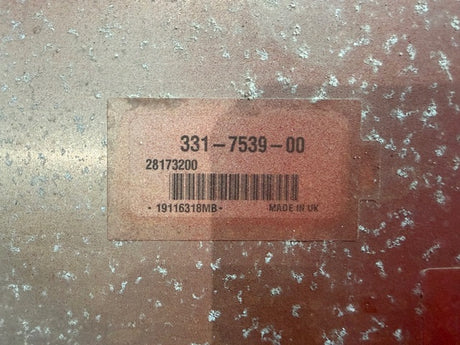 331-7539-00
28173200
- 19116318MB -
MADE IN UK